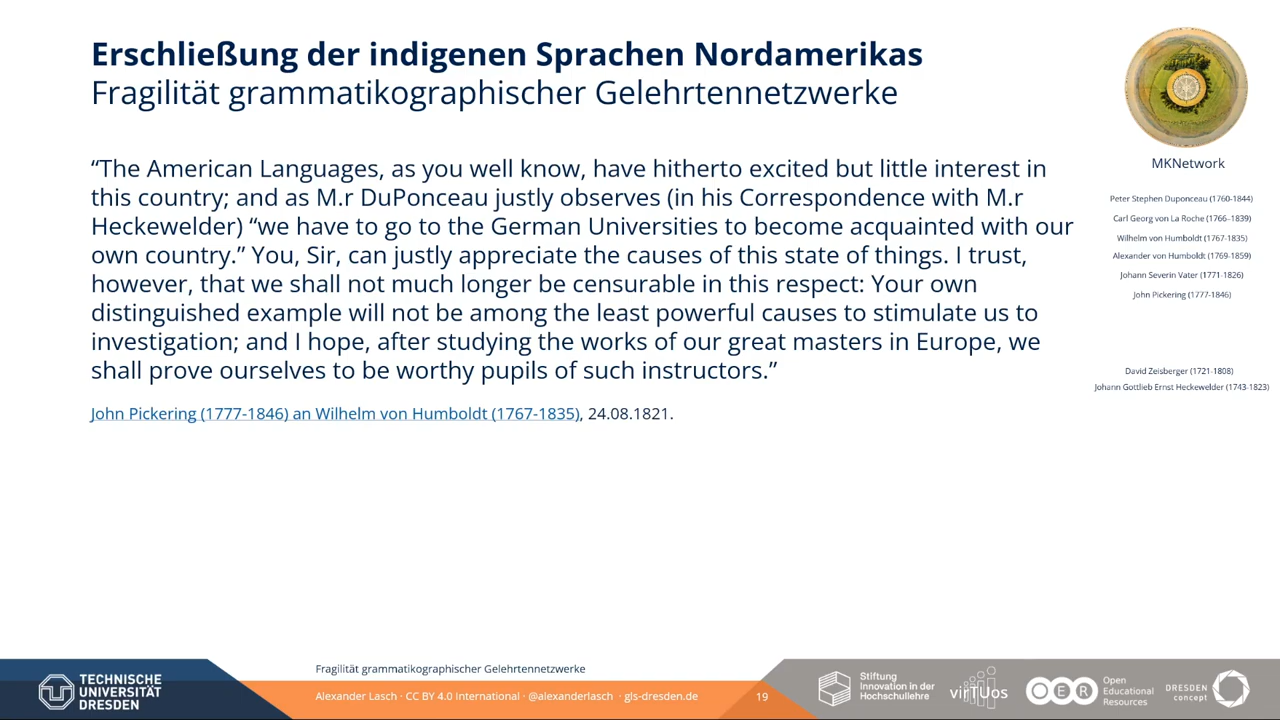 Erschließung der indigenen Sprachen Nordamerikas
Fragilität grammatikographischer Gelehrtennetzwerke
“The American Languages, as you well know, have hitherto excited but little interest in
this country; and as M.r DuPonceau justly observes (in his Correspondence with M.r
Heckewelder) “we have to go to the German Universities to become acquainted with our
own country.” You, Sir, can justly appreciate the causes of this state of things. I trust,
however, that we shall not much longer be censurable in this respect: Your own
distinguished example will not be among the least powerful causes to stimulate us to
investigation; and I hope, after studying the works of our great masters in Europe, we
shall prove ourselves to be worthy pupils of such instructors.”
John Pickering (1777-1846) an Wilhelm von Humboldt (1767-1835), 24.08.1821.
MKNetwork
Peter Stephen Duponceau (1760-1844)
Carl Georg von La Roche (1766–1839)
Wilhelm von Humboldt (1767-1835)
Alexander von Humboldt (1769-1859)
Johann Severin Vater (1771-1826)
John Pickering (1777-1846)
David Zeisberger (1721-1808)
Johann Gottlieb Ernst Heckewelder (1743-1823)
TECHNISCHE
UNIVERSITÄT
DRESDEN
Fragilität grammatikographischer Gelehrtennetzwerke
Alexander Lasch · CC BY 4.0 International · @alexanderlasch · gls-dresden.de
19
Stiftung
Innovation in der
Hochschullehre
virTUos
OER
Open
Educational
Resources
DRESDEN
concept